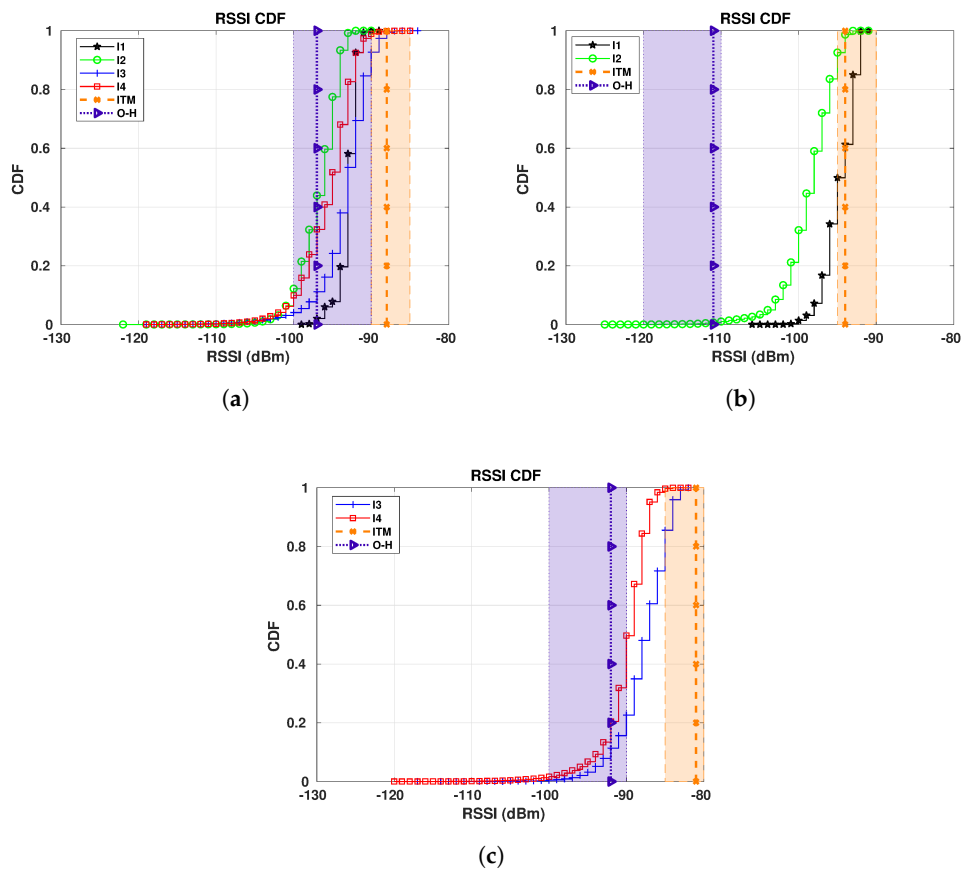 RSSI CDF
1
0.8
0.6
0.4
0.2
0
CDF
I1
I2
I3
I4
ITM
O-H
-130 -120 -110 -100 -90 -80
RSSI (dBm)
(a)
RSSI CDF
1
0.8
0.6
0.4
0.2
0
CDF
I1
I2
ITM
O-H
-130 -120 -110 -100 -90 -80
RSSI (dBm)
(b)
RSSI CDF
1
0.8
0.6
0.4
0.2
0
CDF
I3
I4
ITM
O-H
-130 -120 -110 -100 -90 -80
RSSI (dBm)
(c)